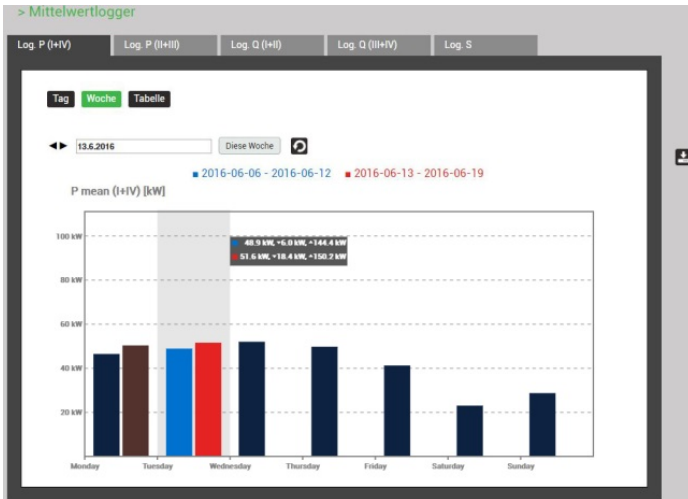 > Mittelwertlogger
Log. P (I+IV) Log. P (II+III) Log. Q (I+II) Log. Q (III+IV) Log. S
Tag Woche Tabelle
13.6.2016 Diese Woche
2016-06-06 - 2016-06-12 2016-06-13 - 2016-06-19
P mean (I+IV) [kW]
100 kW
48.9 kW, ˅6.0 kW, ^144.4 kW
51.6 kW, ˅18.4 kW, ^150.2 kW
80 kW
60 kW
40 kW
20 kW
Monday Tuesday Wednesday Thursday Friday Saturday Sunday